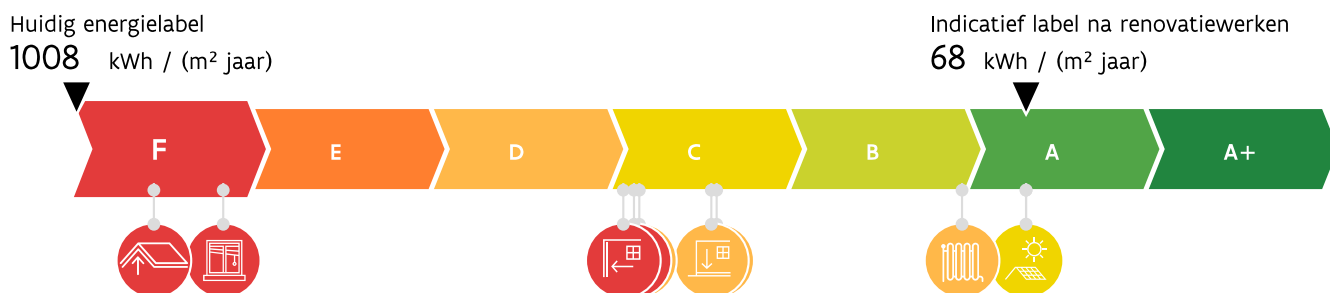 Huidig energielabel
1008 kWh / (m² jaar)
Indicatief label na renovatiewerken
68 kWh / (m² jaar)
F E D C B A A+